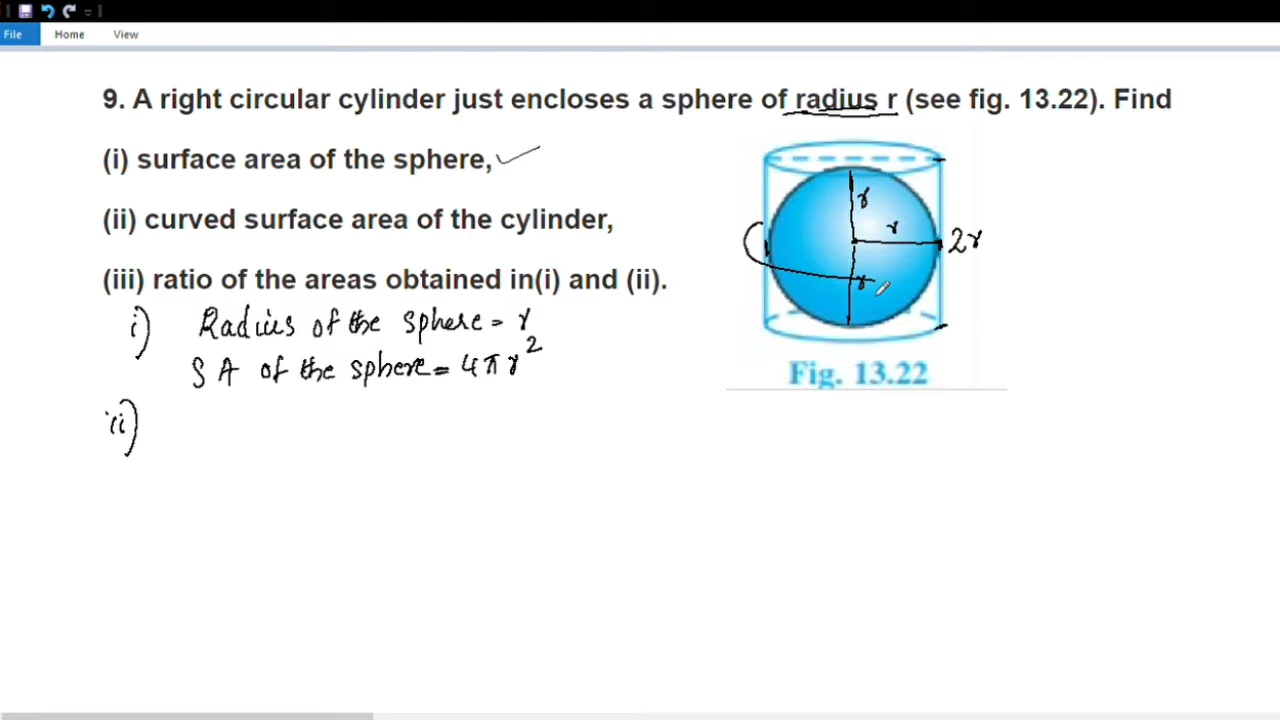 File Home View
9. A right circular cylinder just encloses a sphere of radius r (see fig. 13.22). Find
(i) surface area of the sphere,
(ii) curved surface area of the cylinder,
(iii) ratio of the areas obtained in(i) and (ii).
r
r
2r
r
Fig. 13.22
i) Radius of the sphere = r
SA of the sphere = 4πr²
ii)